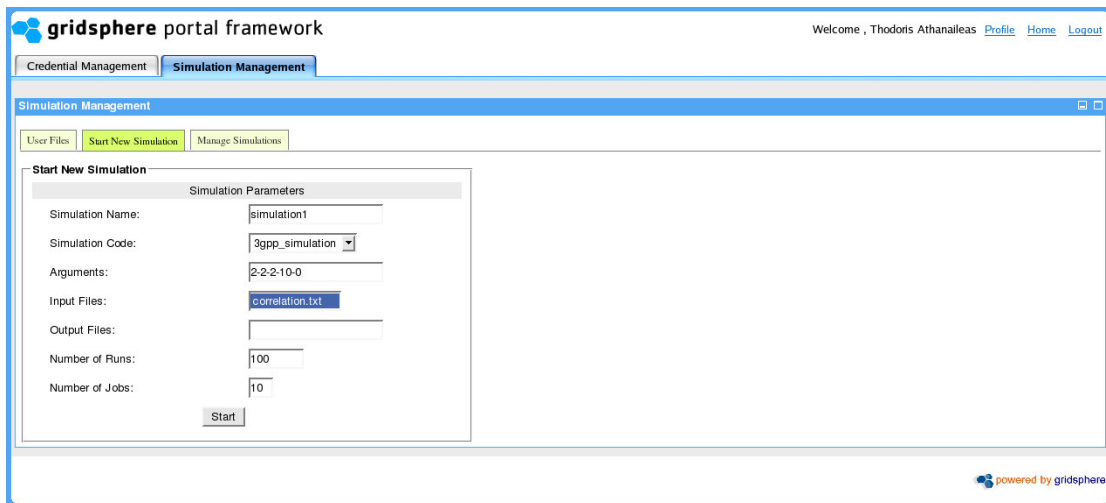 gridsphere portal framework
Welcome , Thodoris Athanaileas Profile Home Logout
Credential Management Simulation Management
Simulation Management
User Files Start New Simulation Manage Simulations
Start New Simulation
Simulation Parameters
Simulation Name: simulation1
Simulation Code: 3gpp_simulation
Arguments: 2-2-2-10-0
Input Files: correlation.txt
Output Files:
Number of Runs: 100
Number of Jobs: 10
Start
powered by gridsphere